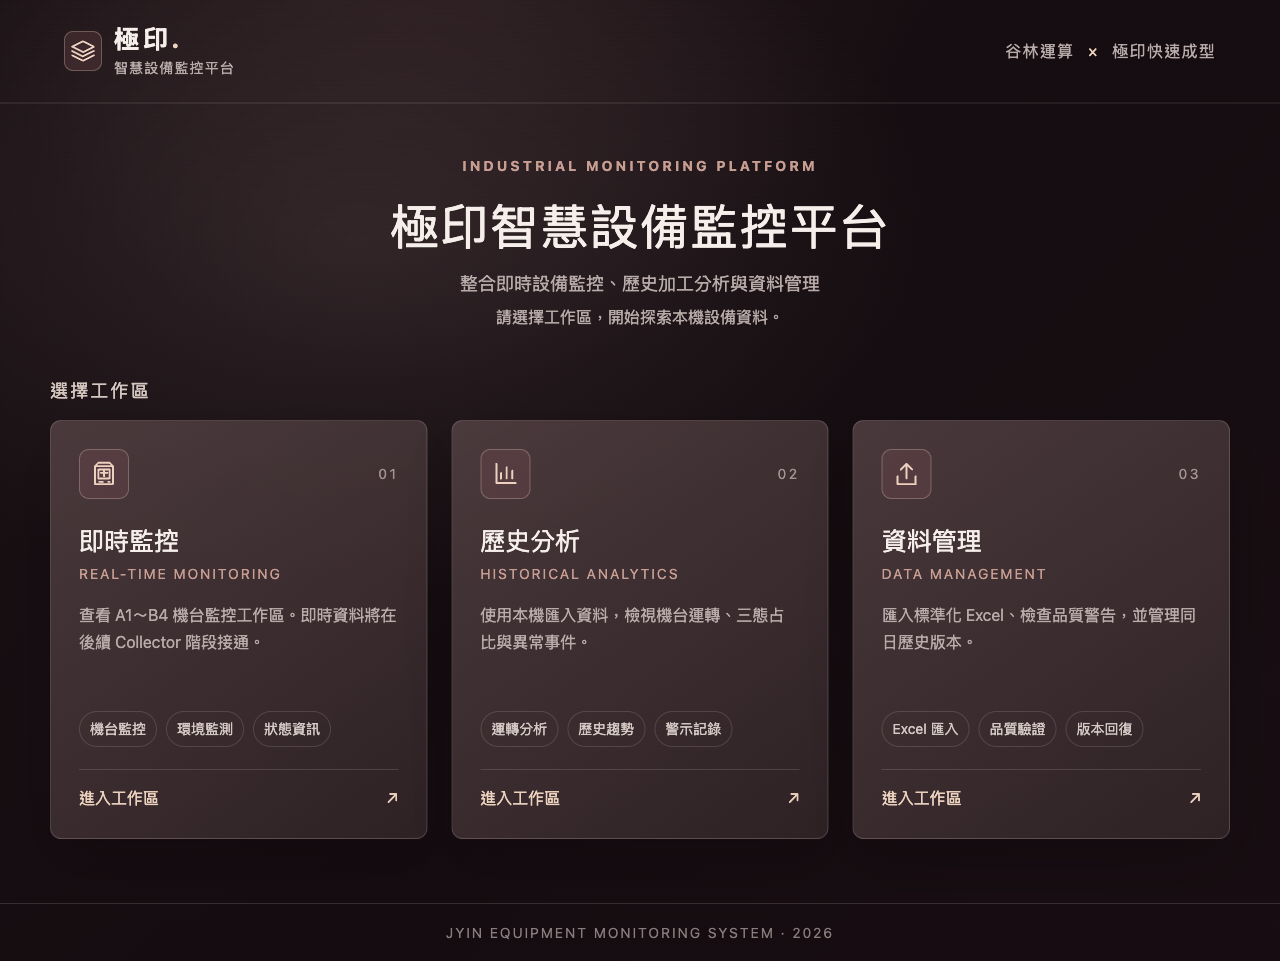 極印.
智慧設備監控平台
谷林運算 × 極印快速成型
INDUSTRIAL MONITORING PLATFORM
極印智慧設備監控平台
整合即時設備監控、歷史加工分析與資料管理
請選擇工作區，開始探索本機設備資料。
選擇工作區
01
即時監控
REAL-TIME MONITORING
查看 A1～B4 機台監控工作區。即時資料將在
後續 Collector 階段接通。
機台監控 環境監測 狀態資訊
進入工作區 ↗
02
歷史分析
HISTORICAL ANALYTICS
使用本機匯入資料，檢視機台運轉、三態占
比與異常事件。
運轉分析 歷史趨勢 警示記錄
進入工作區 ↗
03
資料管理
DATA MANAGEMENT
匯入標準化 Excel、檢查品質警告，並管理同
日歷史版本。
Excel 匯入 品質驗證 版本回復
進入工作區 ↗
JYIN EQUIPMENT MONITORING SYSTEM · 2026